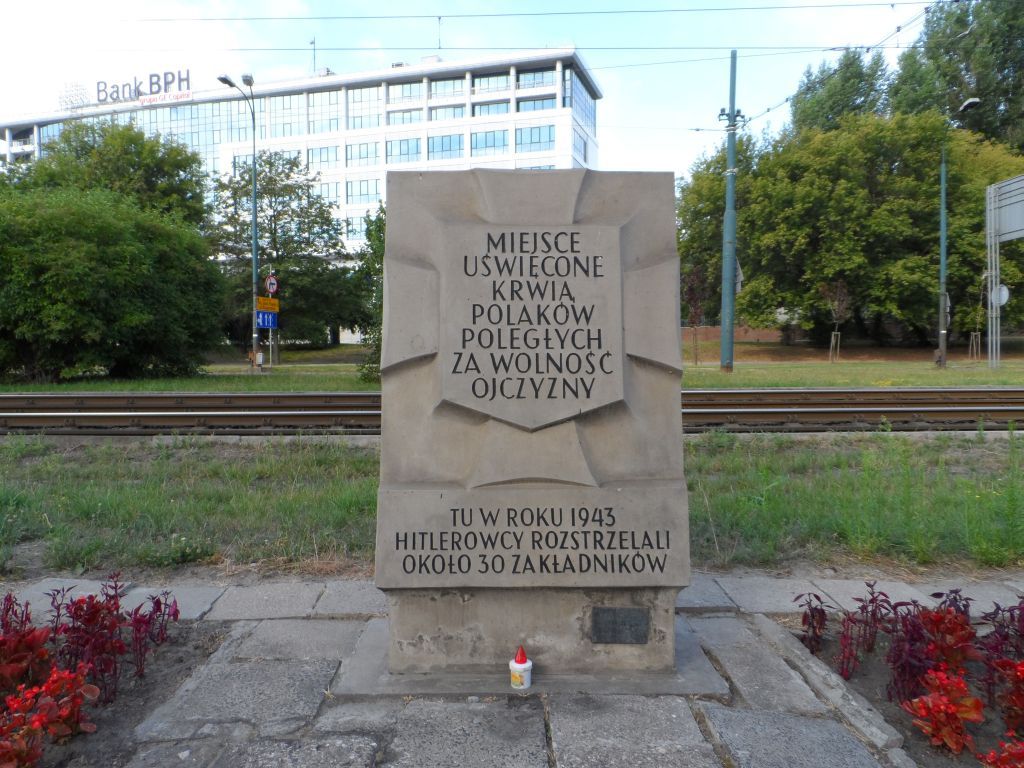 Bank BPH
MIEJSCE
UŚWIĘCONE
KRWIĄ
POLAKÓW
POLEGŁYCH
ZA WOLNOŚĆ
OJCZYZNY
TU W ROKU 1943
HITLEROWCY ROZSTRZELALI
OKOŁO 30 ZAKŁADNIKÓW